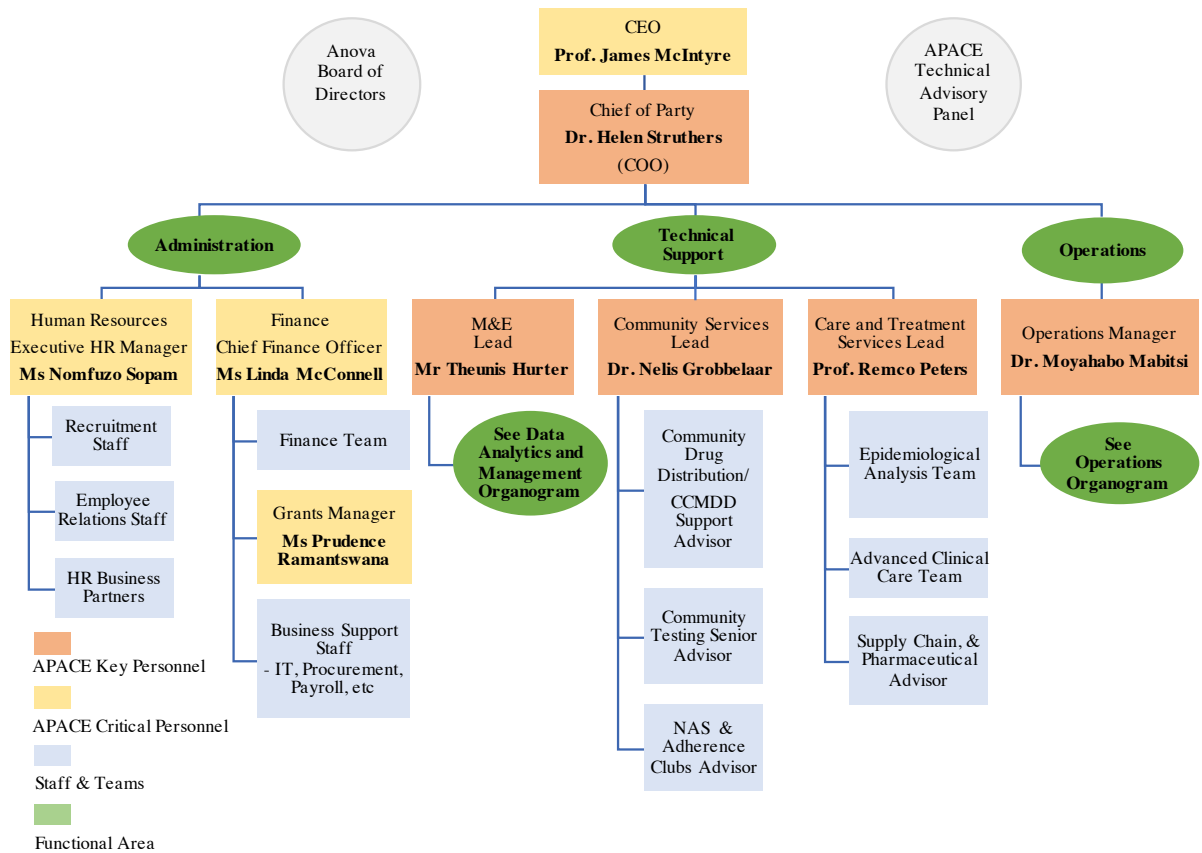 Anova
Board of
Directors
CEO
Prof. James McIntyre
APACE
Technical
Advisory
Panel
Chief of Party
Dr. Helen Struthers
(COO)
Administration
Technical
Support
Operations
Human Resources
Executive HR Manager
Ms Nomfuzo Sopam
Finance
Chief Finance Officer
Ms Linda McConnell
M&E
Lead
Mr Theunis Hurter
Community Services
Lead
Dr. Nelis Grobbelaar
Care and Treatment
Services Lead
Prof. Remco Peters
Operations Manager
Dr. Moyahabo Mabitsi
Recruitment
Staff
Employee
Relations Staff
HR Business
Partners
Finance Team
Grants Manager
Ms Prudence
Ramantswana
Business Support
Staff
- IT, Procurement,
Payroll, etc
See Data
Analytics and
Management
Organogram
Community
Drug
Distribution/
CCMDD
Support
Advisor
Community
Testing Senior
Advisor
NAS &
Adherence
Clubs Advisor
Epidemiological
Analysis Team
Advanced Clinical
Care Team
Supply Chain, &
Pharmaceutical
Advisor
See
Operations
Organogram
APACE Key Personnel
APACE Critical Personnel
Staff & Teams
Functional Area